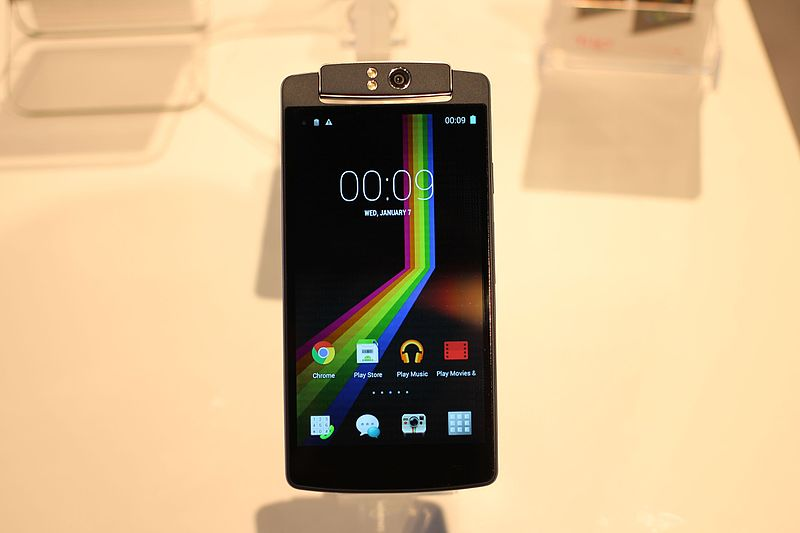 00:09
00:09
WED, JANUARY 7
Chrome
Play Store
Play Music
Play Movies &